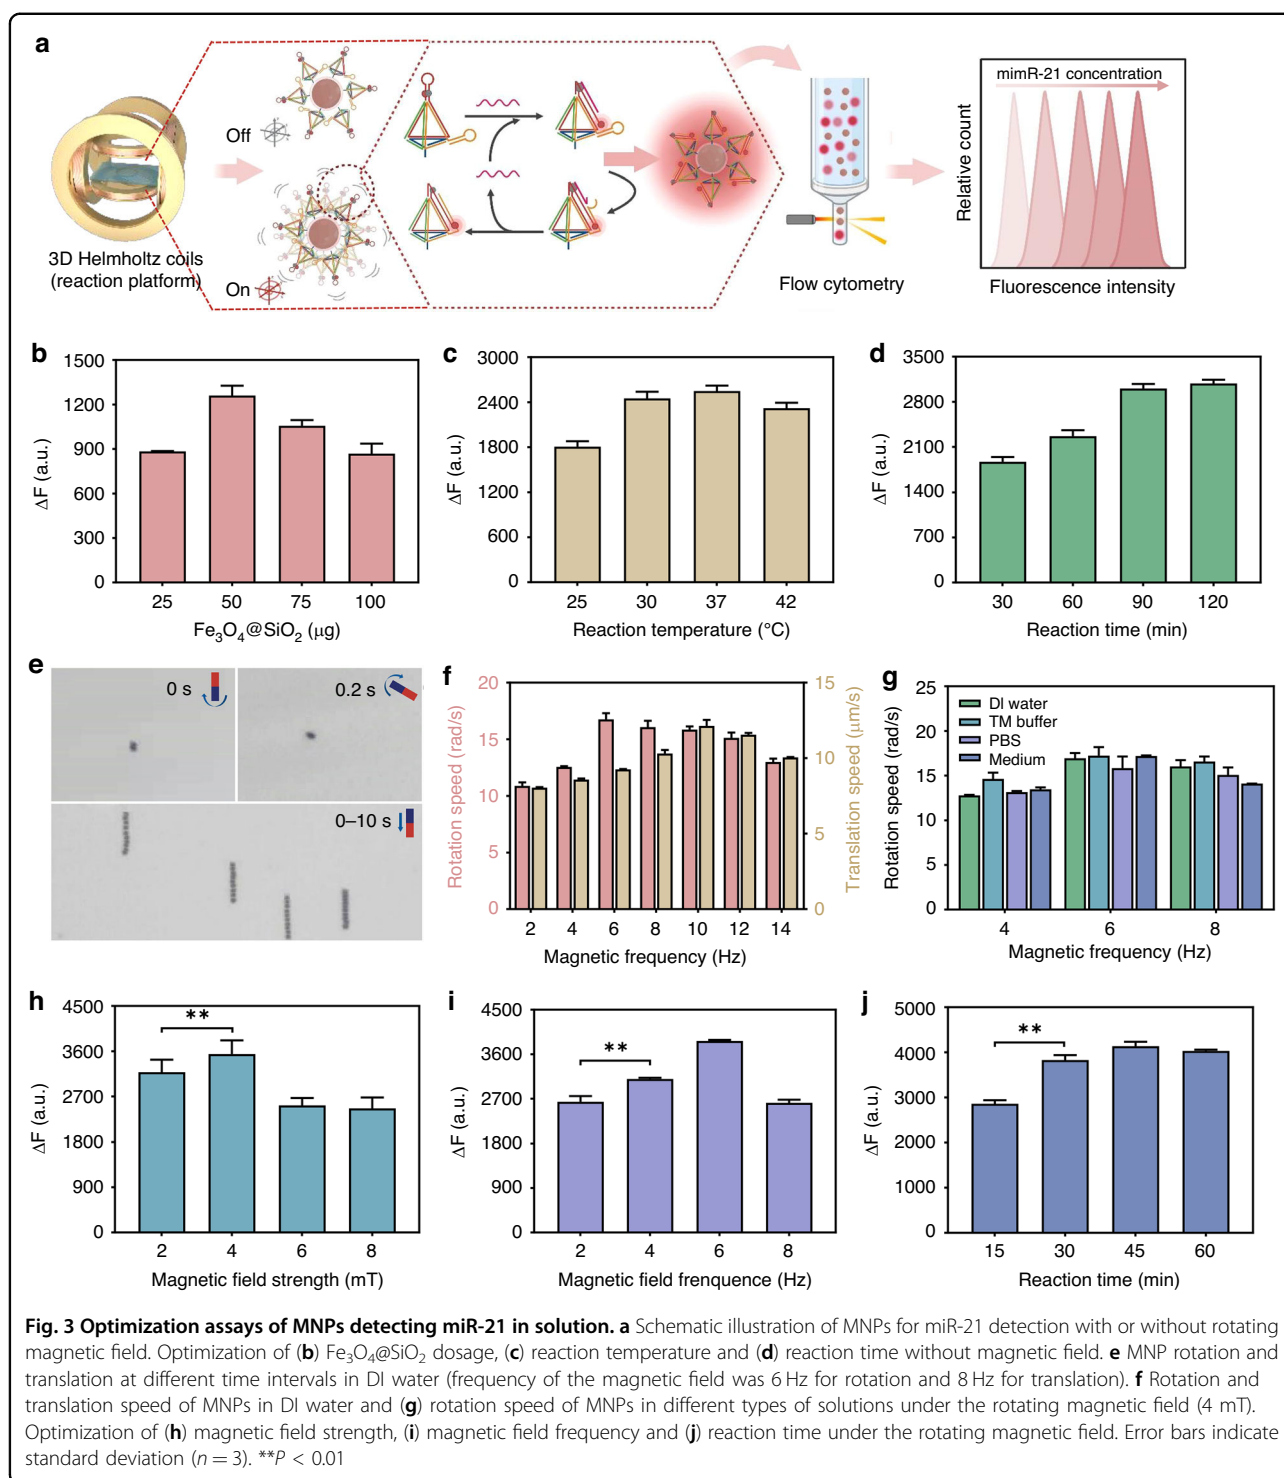 a
Off
On
3D Helmholtz coils
(reaction platform)
Flow cytometry
mimR-21 concentration
Relative count
Fluorescence intensity
b
1500
1200
900
600
300
0
ΔF (a.u.)
25 50 75 100
Fe3O4@SiO2 (μg)
c
3000
2400
1800
1200
600
0
ΔF (a.u.)
25 30 37 42
Reaction temperature (°C)
d
3500
2800
2100
1400
700
0
ΔF (a.u.)
30 60 90 120
Reaction time (min)
e
0 s
0.2 s
0–10 s
f
20
15
10
5
0
Rotation speed (rad/s)
15
10
5
0
Translation speed (μm/s)
2 4 6 8 10 12 14
Magnetic frequency (Hz)
g
25
20
15
10
5
0
Rotation speed (rad/s)
DI water
TM buffer
PBS
Medium
4 6 8
Magnetic frequency (Hz)
h
4500
3600
2700
1800
900
0
ΔF (a.u.)
**
2 4 6 8
Magnetic field strength (mT)
i
4500
3600
2700
1800
900
0
ΔF (a.u.)
**
2 4 6 8
Magnetic field frenquence (Hz)
j
5000
4000
3000
2000
1000
0
ΔF (a.u.)
**
15 30 45 60
Reaction time (min)
Fig. 3 Optimization assays of MNPs detecting miR-21 in solution. a Schematic illustration of MNPs for miR-21 detection with or without rotating
magnetic field. Optimization of (b) Fe3O4@SiO2 dosage, (c) reaction temperature and (d) reaction time without magnetic field. e MNP rotation and
translation at different time intervals in DI water (frequency of the magnetic field was 6 Hz for rotation and 8 Hz for translation). f Rotation and
translation speed of MNPs in DI water and (g) rotation speed of MNPs in different types of solutions under the rotating magnetic field (4 mT).
Optimization of (h) magnetic field strength, (i) magnetic field frequency and (j) reaction time under the rotating magnetic field. Error bars indicate
standard deviation (n = 3). **P < 0.01